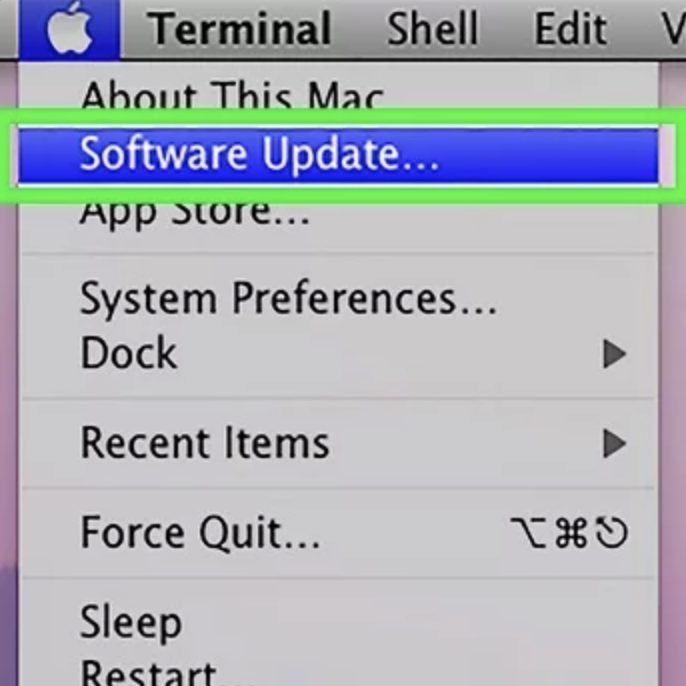 Terminal Shell Edit V
About This Mac
Software Update...
App Store...
System Preferences...
Dock
Recent Items
Force Quit... ⌥⌘⎋
Sleep
Restart...